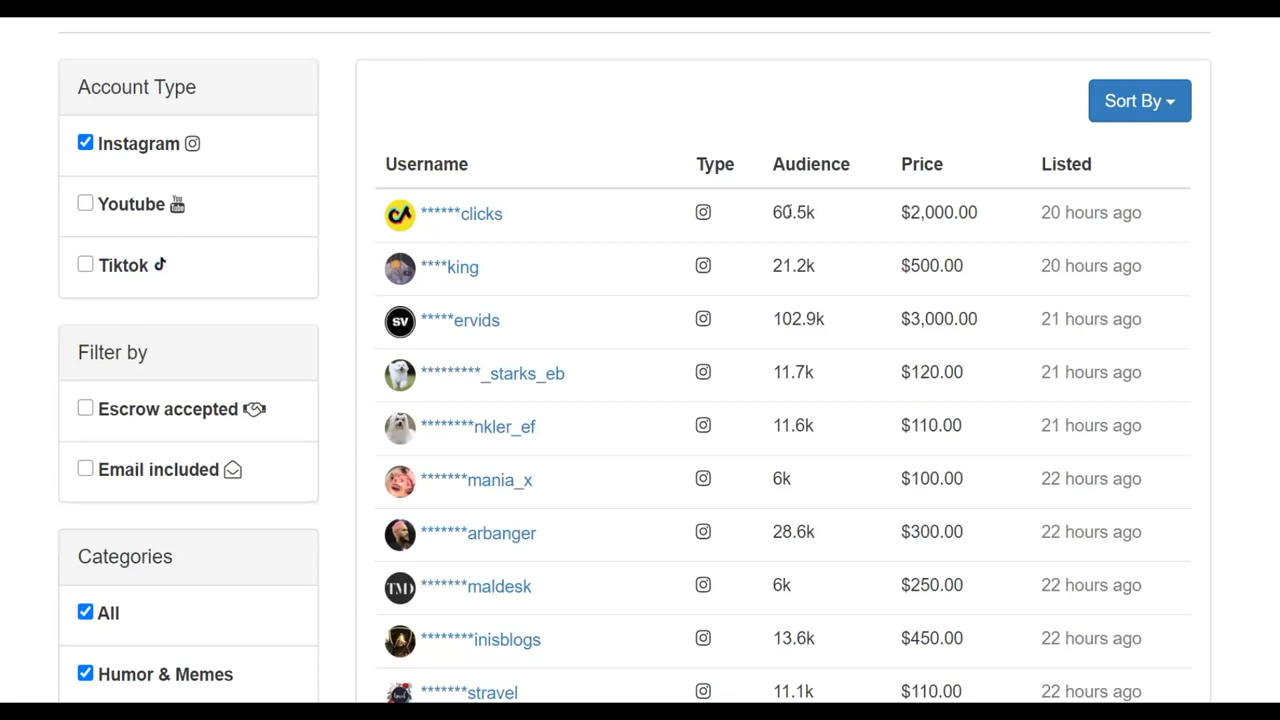 Account Type
Instagram
Youtube
Tiktok
Filter by
Escrow accepted
Email included
Categories
All
Humor & Memes
Sort By
Username Type Audience Price Listed
******clicks 60.5k $2,000.00 20 hours ago
****king 21.2k $500.00 20 hours ago
SV *****ervids 102.9k $3,000.00 21 hours ago
*********_starks_eb 11.7k $120.00 21 hours ago
********nkler_ef 11.6k $110.00 21 hours ago
*******mania_x 6k $100.00 22 hours ago
*******arbanger 28.6k $300.00 22 hours ago
TMD *******maldesk 6k $250.00 22 hours ago
********inisblogs 13.6k $450.00 22 hours ago
*******stravel 11.1k $110.00 22 hours ago